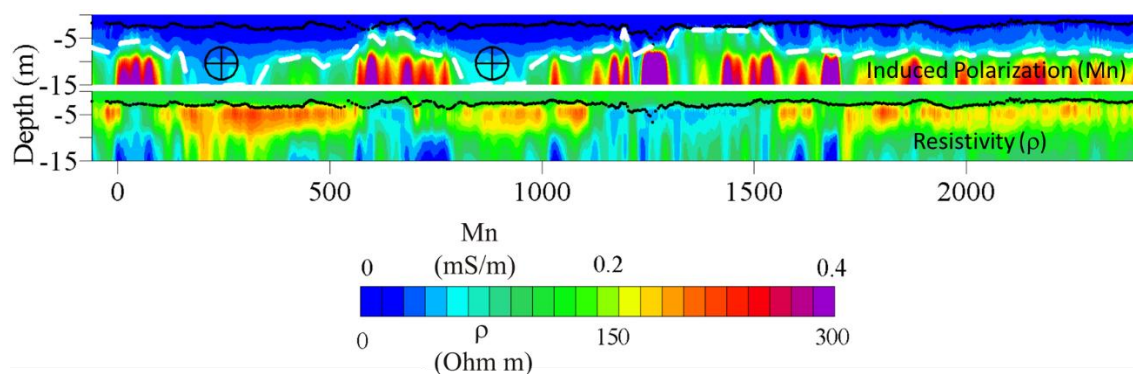 Depth (m)
-5
-15
Induced Polarization (Mn)
-5
-15
Resistivity (ρ)
0 500 1000 1500 2000
Mn
0 (mS/m) 0.2 0.4
0 ρ 150 300
(Ohm m)